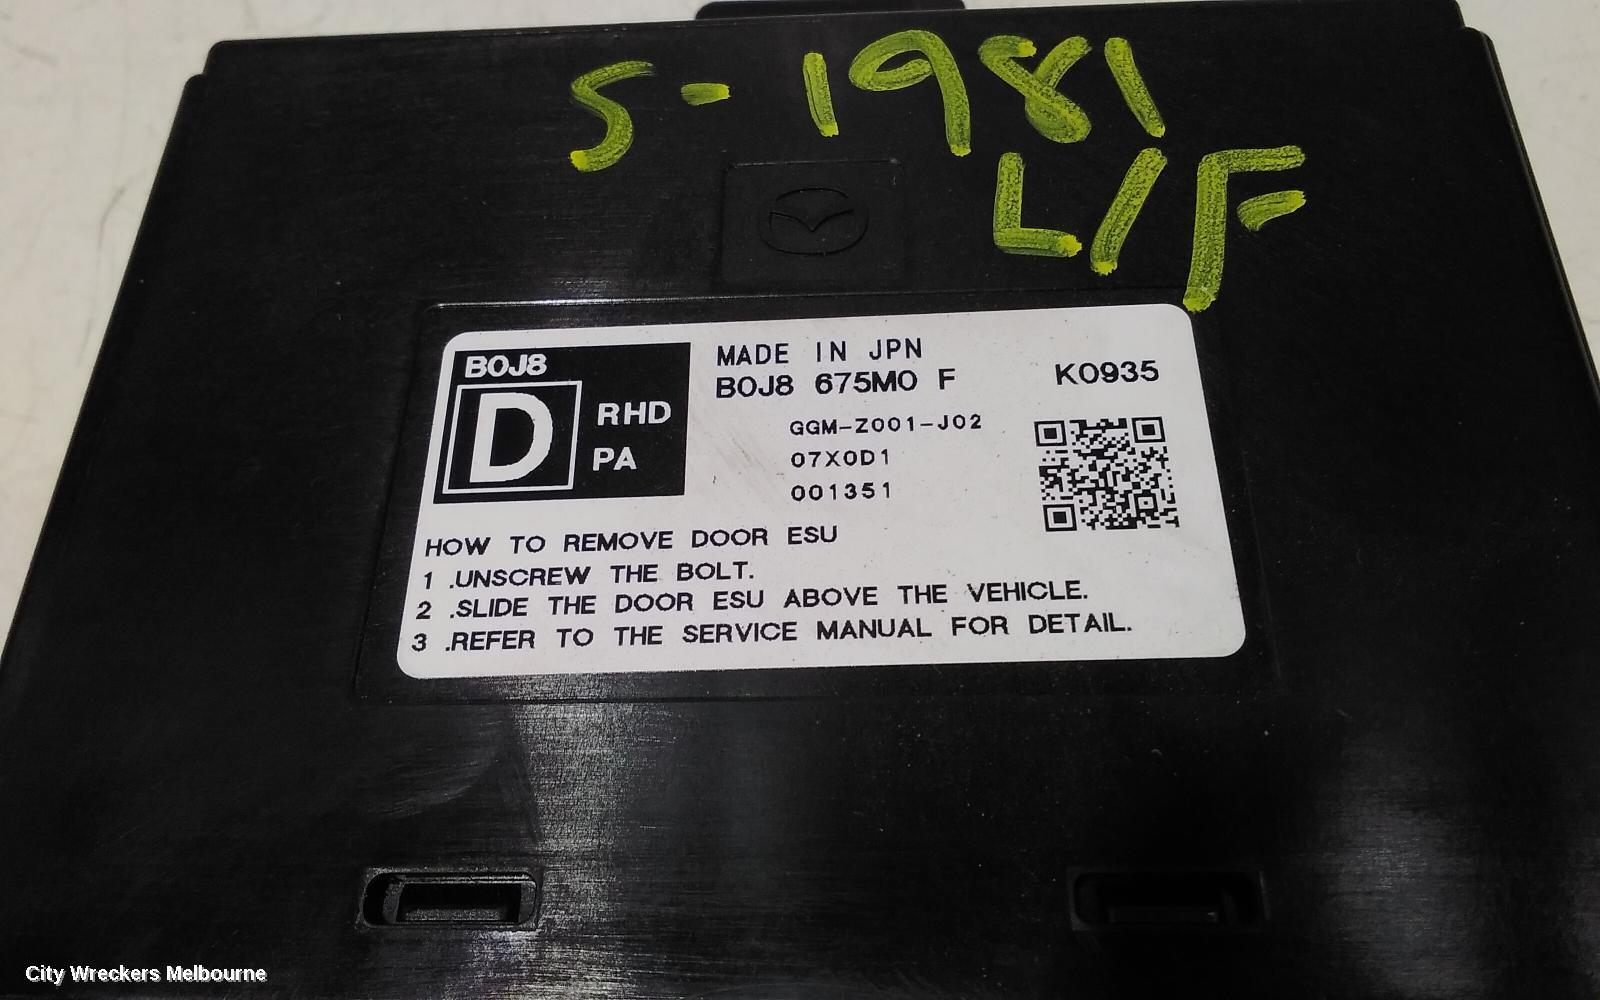 S-1981
L/F
B0J8
D
RHD
PA
MADE IN JPN
B0J8 675M0 F
K0935
GGM-Z001-J02
07X0D1
001351
HOW TO REMOVE DOOR ESU
1 .UNSCREW THE BOLT.
2 .SLIDE THE DOOR ESU ABOVE THE VEHICLE.
3 .REFER TO THE SERVICE MANUAL FOR DETAIL.
City Wreckers Melbourne